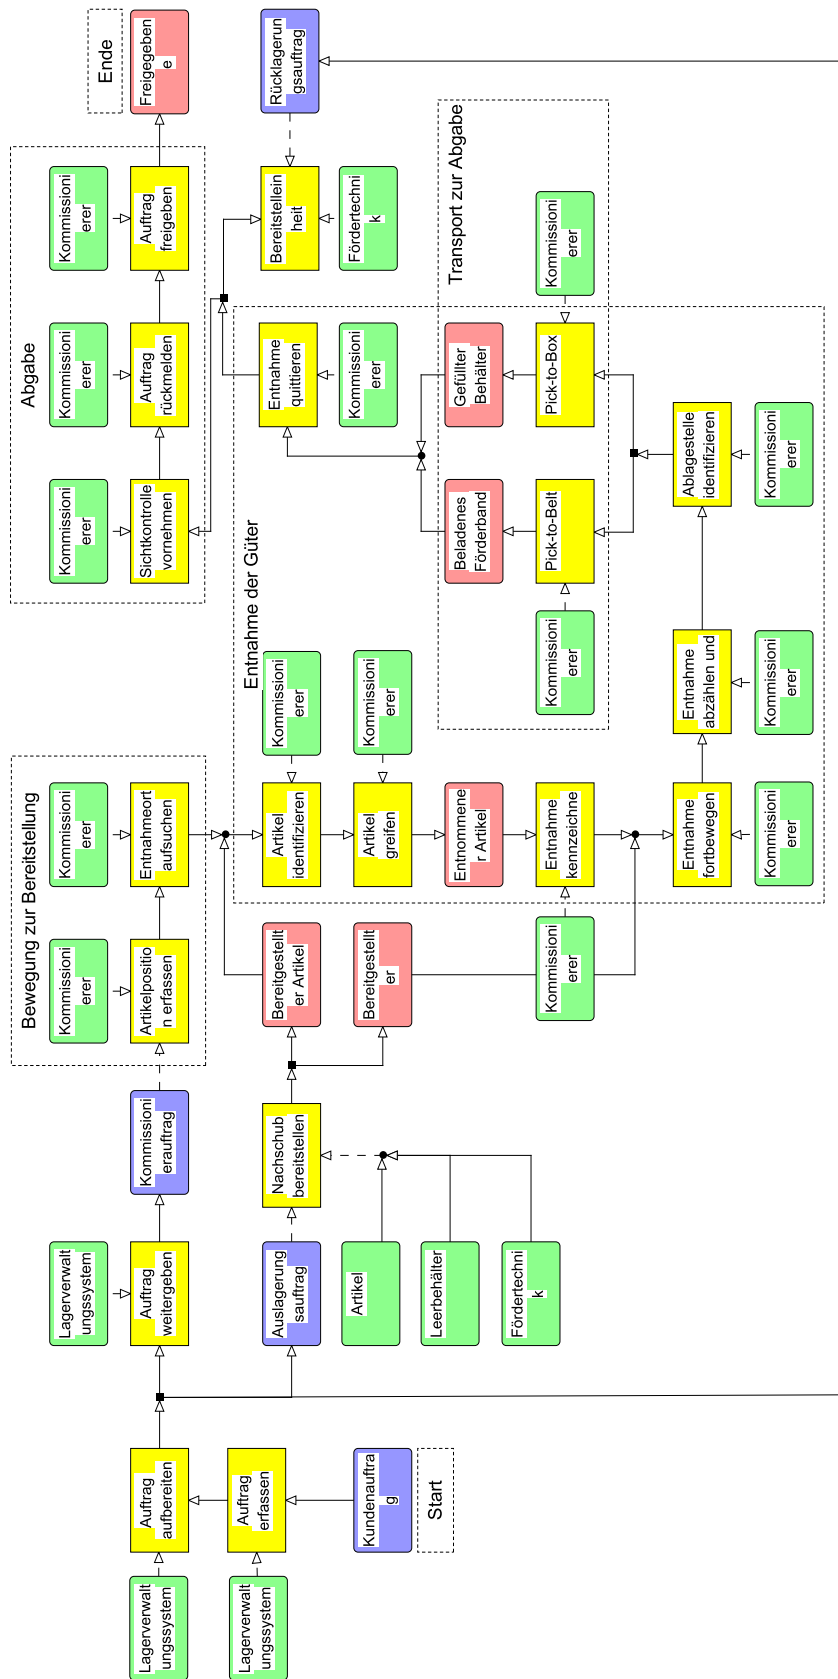 Lagerverwalt
ungssystem
Auftrag
aufbereiten
Lagerverwalt
ungssystem
Auftrag
erfassen
Kundenauftra
g
Start
Lagerverwalt
ungssystem
Auftrag
weitergeben
Kommissioni
erauftrag
Auslagerung
sauftrag
Artikel
Leerbehälter
Fördertechni
k
Nachschub
bereitstellen
Bereitgestellt
er Artikel
Bereitgestellt
er
Bewegung zur Bereitstellung
Kommissioni
erer
Artikelpositio
n erfassen
Kommissioni
erer
Entnahmeort
aufsuchen
Entnahme der Güter
Artikel
identifizieren
Kommissioni
erer
Artikel
greifen
Kommissioni
erer
Entnommene
r Artikel
Entnahme
kennzeichne
Kommissioni
erer
Entnahme
fortbewegen
Kommissioni
erer
Entnahme
abzählen und
Kommissioni
erer
Ablagestelle
identifizieren
Kommissioni
erer
Transport zur Abgabe
Kommissioni
erer
Pick-to-Belt
Beladenes
Förderband
Kommissioni
erer
Pick-to-Box
Gefüllter
Behälter
Entnahme
quittieren
Kommissioni
erer
Abgabe
Kommissioni
erer
Sichtkontrolle
vornehmen
Kommissioni
erer
Auftrag
rückmelden
Kommissioni
erer
Auftrag
freigeben
Bereitstellein
heit
Fördertechni
k
Rücklagerun
gsauftrag
Ende
Freigegeben
e